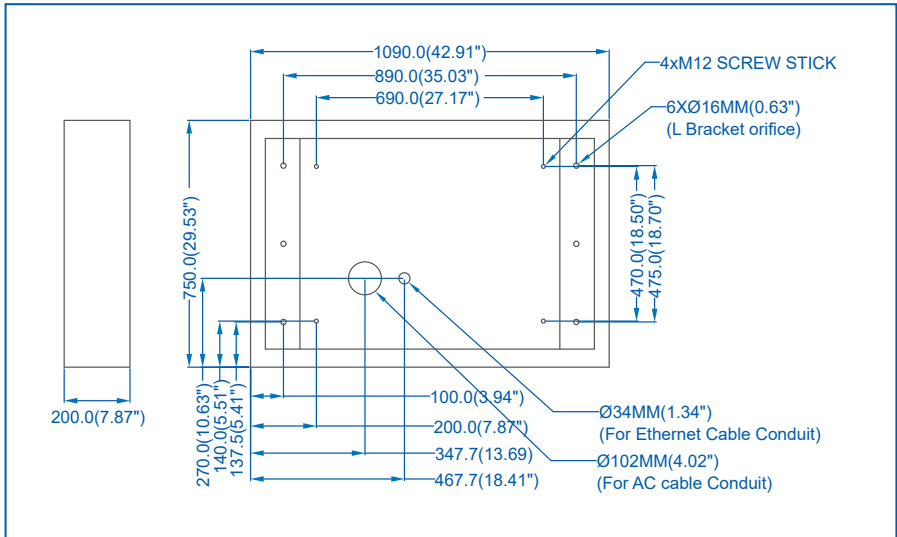 1090.0(42.91")
890.0(35.03")
690.0(27.17")
4xM12 SCREW STICK
6XØ16MM(0.63")
(L Bracket orifice)
750.0(29.53")
470.0(18.50")
475.0(18.70")
200.0(7.87")
270.0(10.63")
140.0(5.51")
137.5(5.41")
100.0(3.94")
200.0(7.87")
347.7(13.69)
467.7(18.41")
Ø34MM(1.34")
(For Ethernet Cable Conduit)
Ø102MM(4.02")
(For AC cable Conduit)